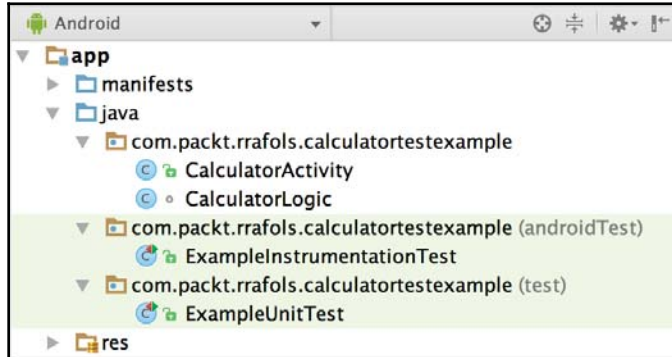 Android
app
manifests
java
com.packt.rrafols.calculatortestexample
CalculatorActivity
CalculatorLogic
com.packt.rrafols.calculatortestexample (androidTest)
ExampleInstrumentationTest
com.packt.rrafols.calculatortestexample (test)
ExampleUnitTest
res